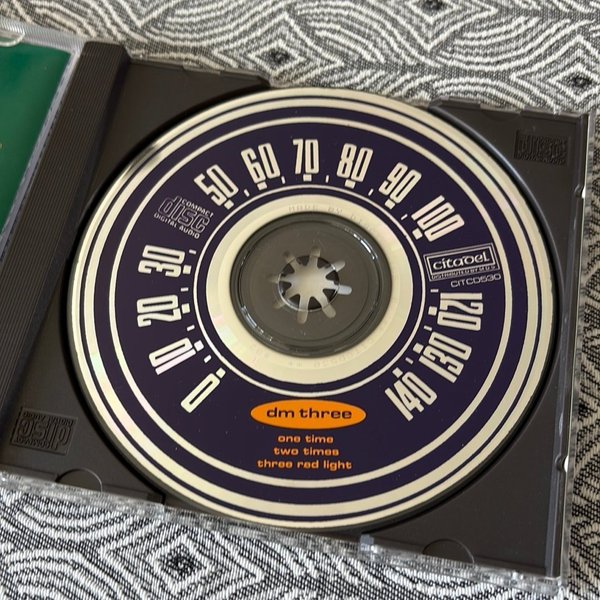 0
10
20
30
50
60
70
80
90
100
120
130
140
COMPACT
disc
DIGITAL AUDIO
citadel
CITCD530
dm three
one time
two times
three red light